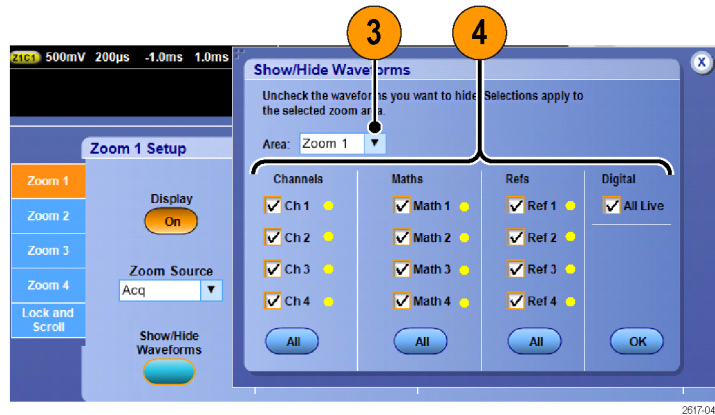 3
4
Z1C1 500mV 200µs -1.0ms 1.0ms
Show/Hide Waveforms
X
Uncheck the waveforms you want to hide. Selections apply to
the selected zoom area.
Area: Zoom 1
Zoom 1 Setup
Channels Maths Refs Digital
Zoom 1
Zoom 2
Zoom 3
Zoom 4
Lock and
Scroll
Display
On
Zoom Source
Acq
Show/Hide
Waveforms
Ch 1 Math 1 Ref 1 All Live
Ch 2 Math 2 Ref 2
Ch 3 Math 3 Ref 3
Ch 4 Math 4 Ref 4
All All All OK
2617-04